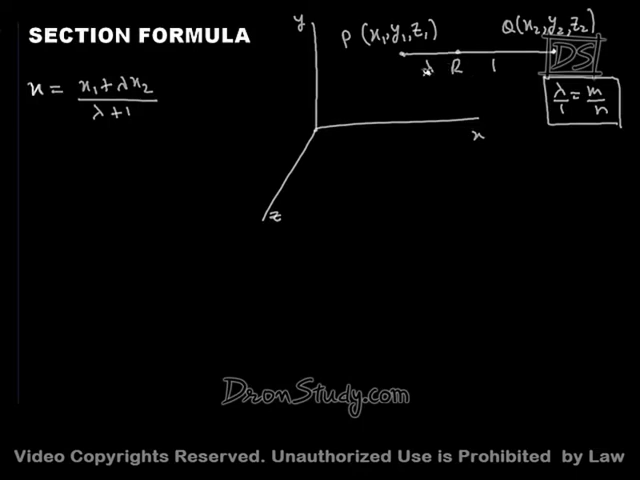 SECTION FORMULA
x = x₁ + λx₂ / λ + 1
y
P (x₁, y₁, z₁)
Q(x₂, y₂, z₂)
DS
λ R 1
λ/1 = m/n
x
z
DronStudy.com
Video Copyrights Reserved. Unauthorized Use is Prohibited by Law